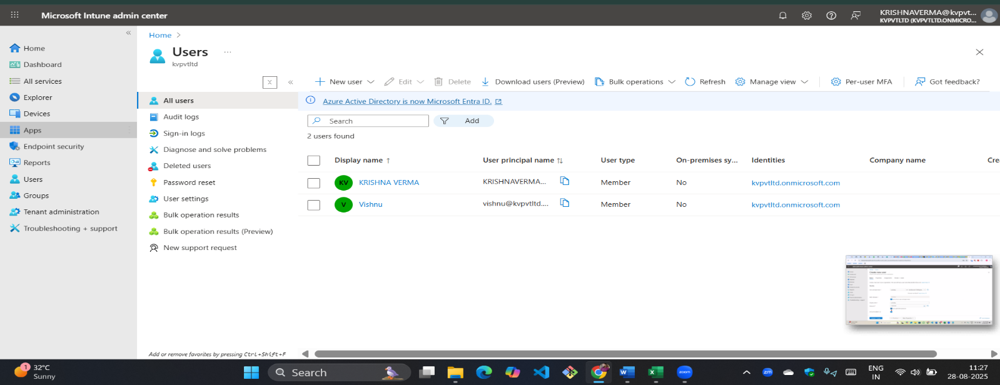 Microsoft Intune admin center
KRISHNAVERMA@kvpvt...
KVPVTLTD (KVPVTLTD.ONMICRO...
Home
Dashboard
All services
Explorer
Devices
Apps
Endpoint security
Reports
Users
Groups
Tenant administration
Troubleshooting + support
Home >
Users ...
kvpvtltd
New user
Edit
Delete
Download users (Preview)
Bulk operations
Refresh
Manage view
Per-user MFA
Got feedback?
All users
Audit logs
Sign-in logs
Diagnose and solve problems
Deleted users
Password reset
User settings
Bulk operation results
Bulk operation results (Preview)
New support request
Add or remove favorites by pressing Ctrl+Shift+F
Azure Active Directory is now Microsoft Entra ID.
Search
Add
2 users found
Display name ↑ User principal name ↑↓ User type On-premises sy... Identities Company name Cre
KV KRISHNA VERMA KRISHNAVERMA... Member No kvpvtltd.onmicrosoft.com
V Vishnu vishnu@kvpvtltd.... Member No kvpvtltd.onmicrosoft.com
1
32°C
Sunny
Search
zoom
zm
ENG
IN
11:27
28-08-2025